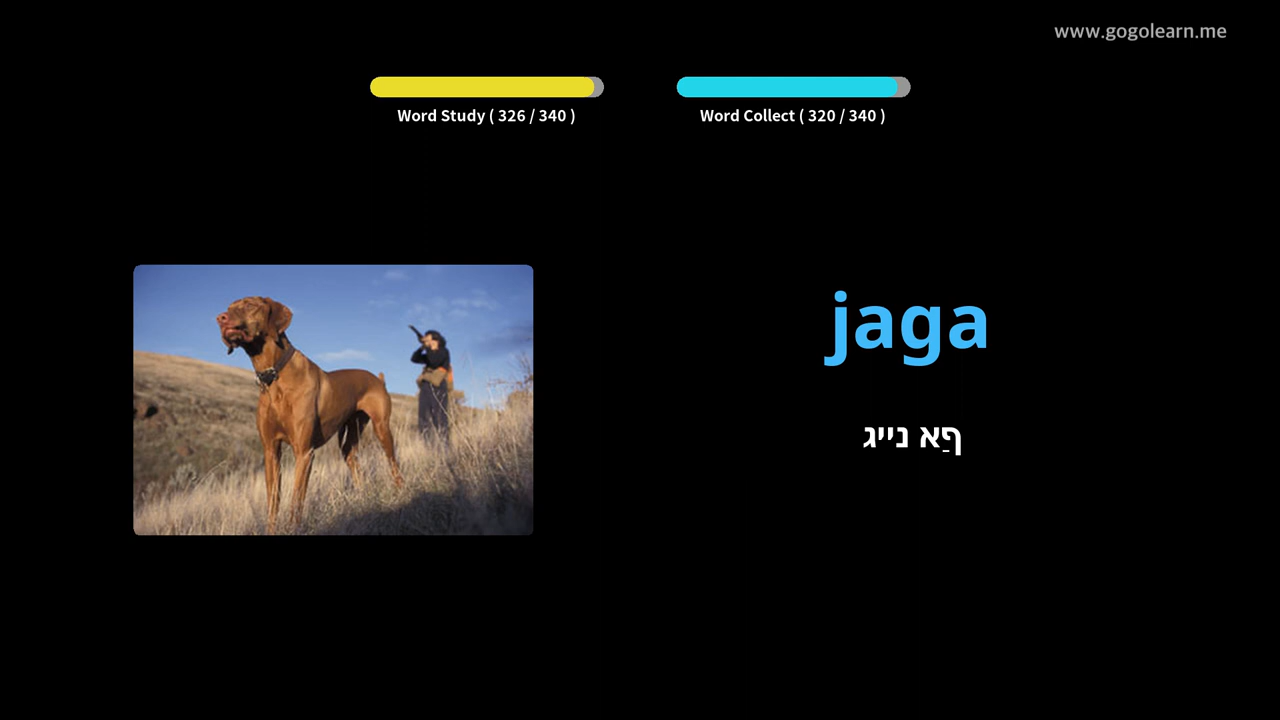 www.gogolearn.me
Word Study ( 326 / 340 )
Word Collect ( 320 / 340 )
jaga
ףַא נייג